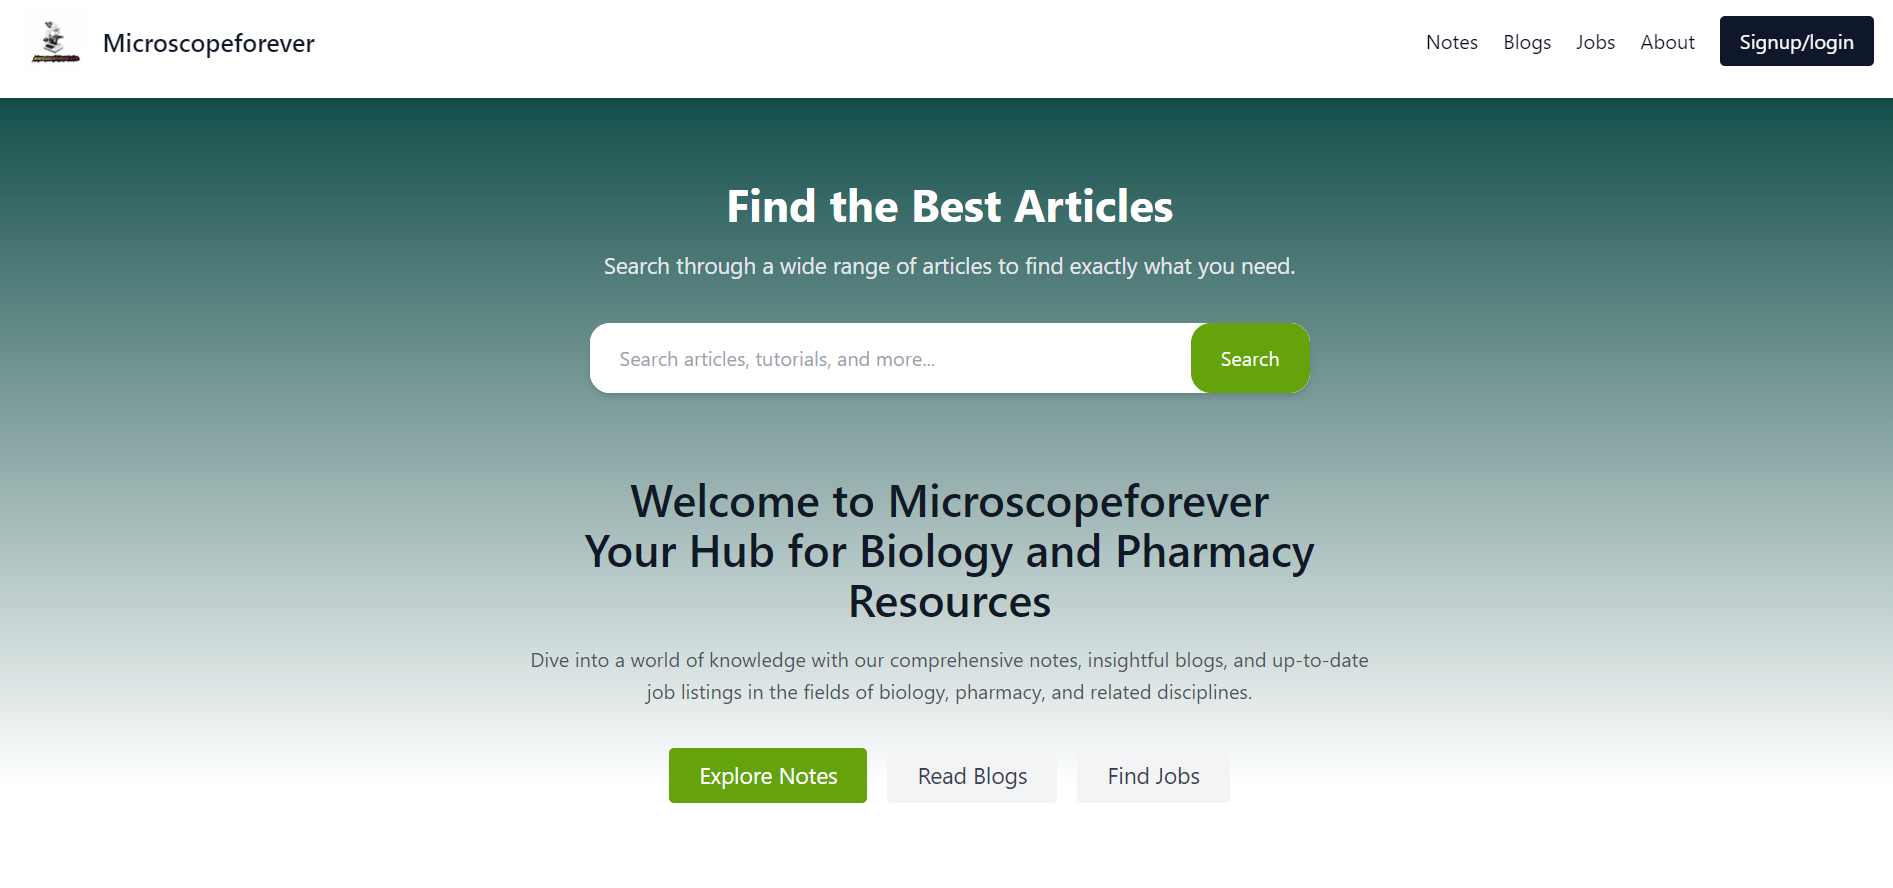 Microscopeforever
Notes Blogs Jobs About Signup/login
Find the Best Articles
Search through a wide range of articles to find exactly what you need.
Search articles, tutorials, and more... Search
Welcome to Microscopeforever
Your Hub for Biology and Pharmacy
Resources
Dive into a world of knowledge with our comprehensive notes, insightful blogs, and up-to-date
job listings in the fields of biology, pharmacy, and related disciplines.
Explore Notes Read Blogs Find Jobs